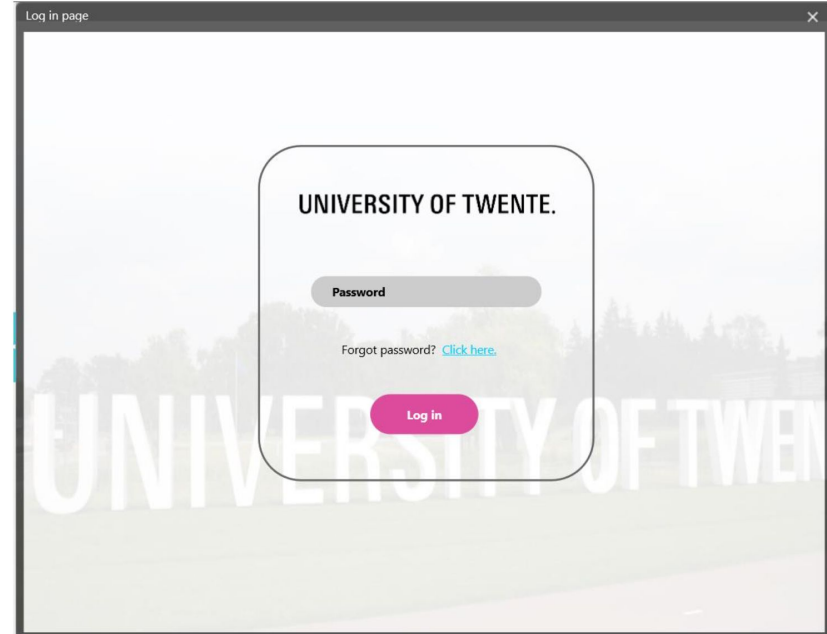 Log in page
UNIVERSITY OF TWENTE.
Password
Forgot password? Click here.
Log in
UNIVERSITY OF TWEN